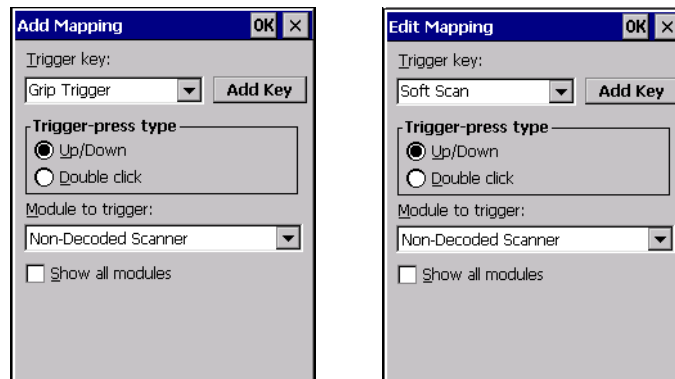 Add Mapping OK ×
Trigger key:
Grip Trigger Add Key
Trigger-press type
Up/Down
Double click
Module to trigger:
Non-Decoded Scanner
Show all modules
Edit Mapping OK ×
Trigger key:
Soft Scan Add Key
Trigger-press type
Up/Down
Double click
Module to trigger:
Non-Decoded Scanner
Show all modules